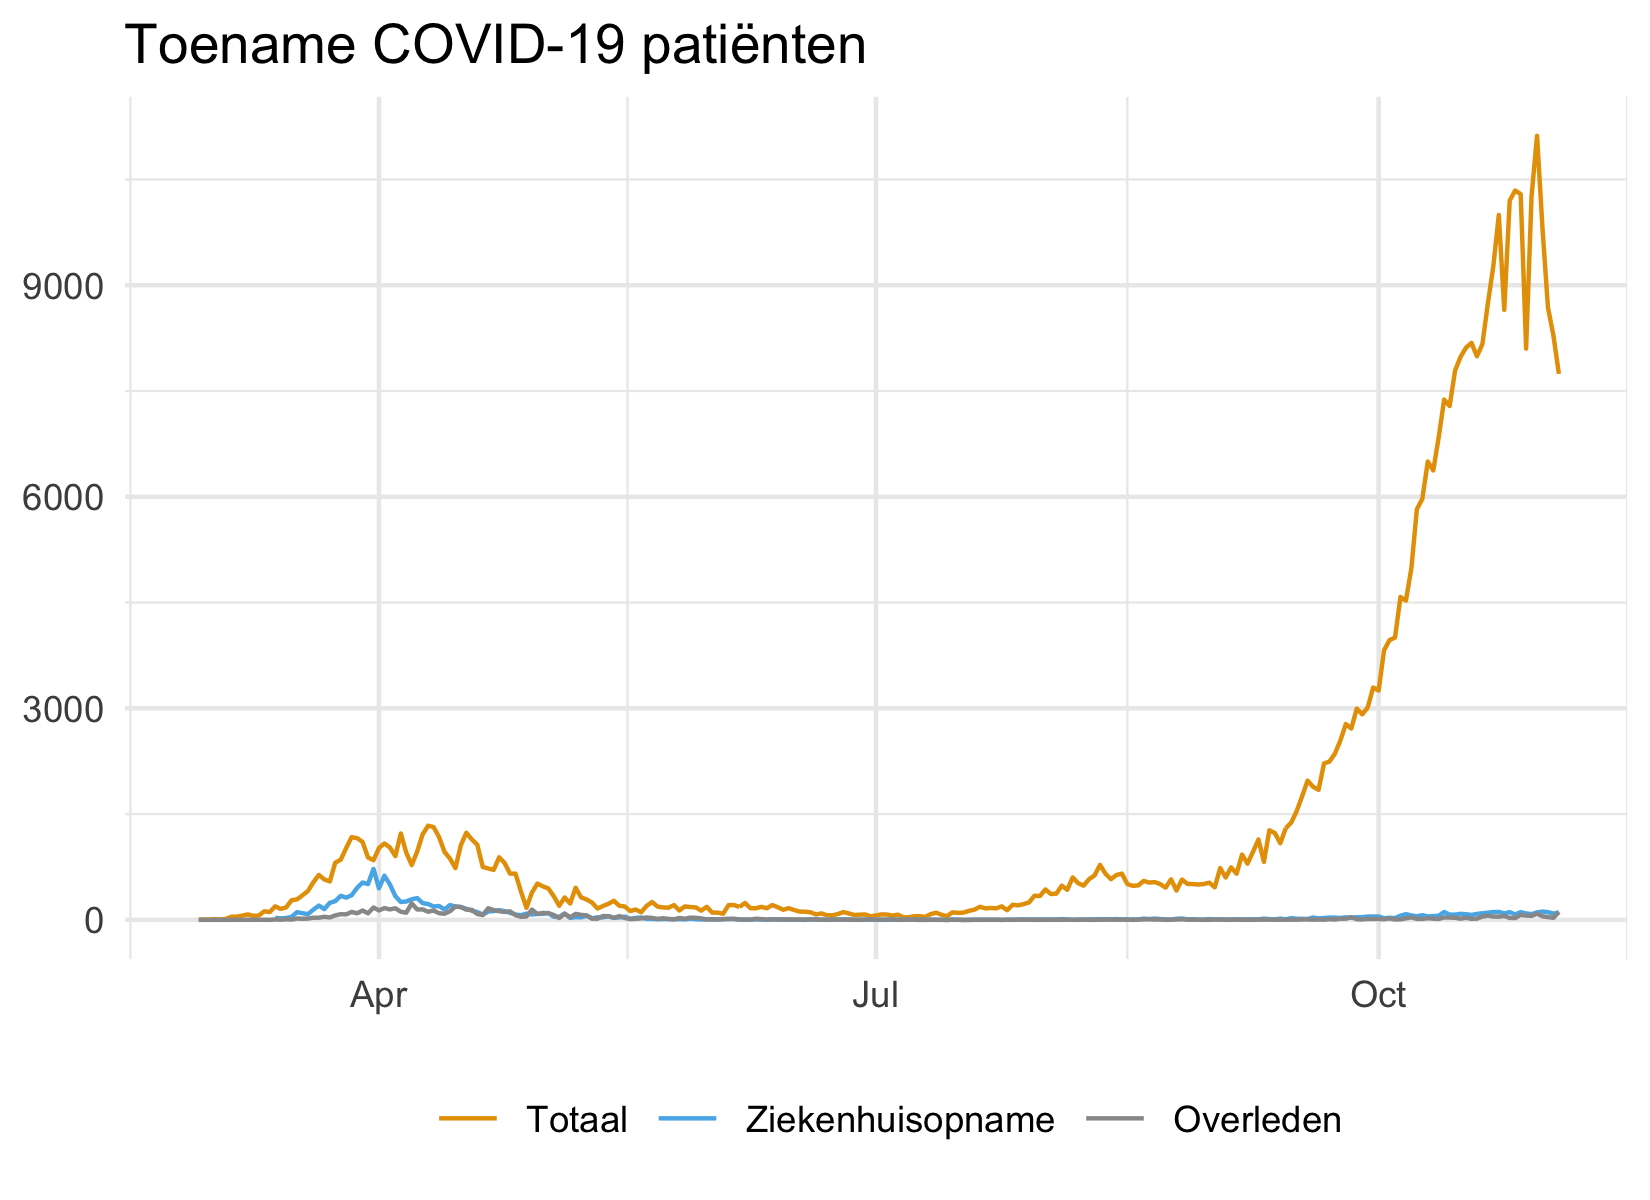 Toename COVID-19 patiënten
9000
6000
3000
0
Apr Jul Oct
Totaal Ziekenhuisopname Overleden